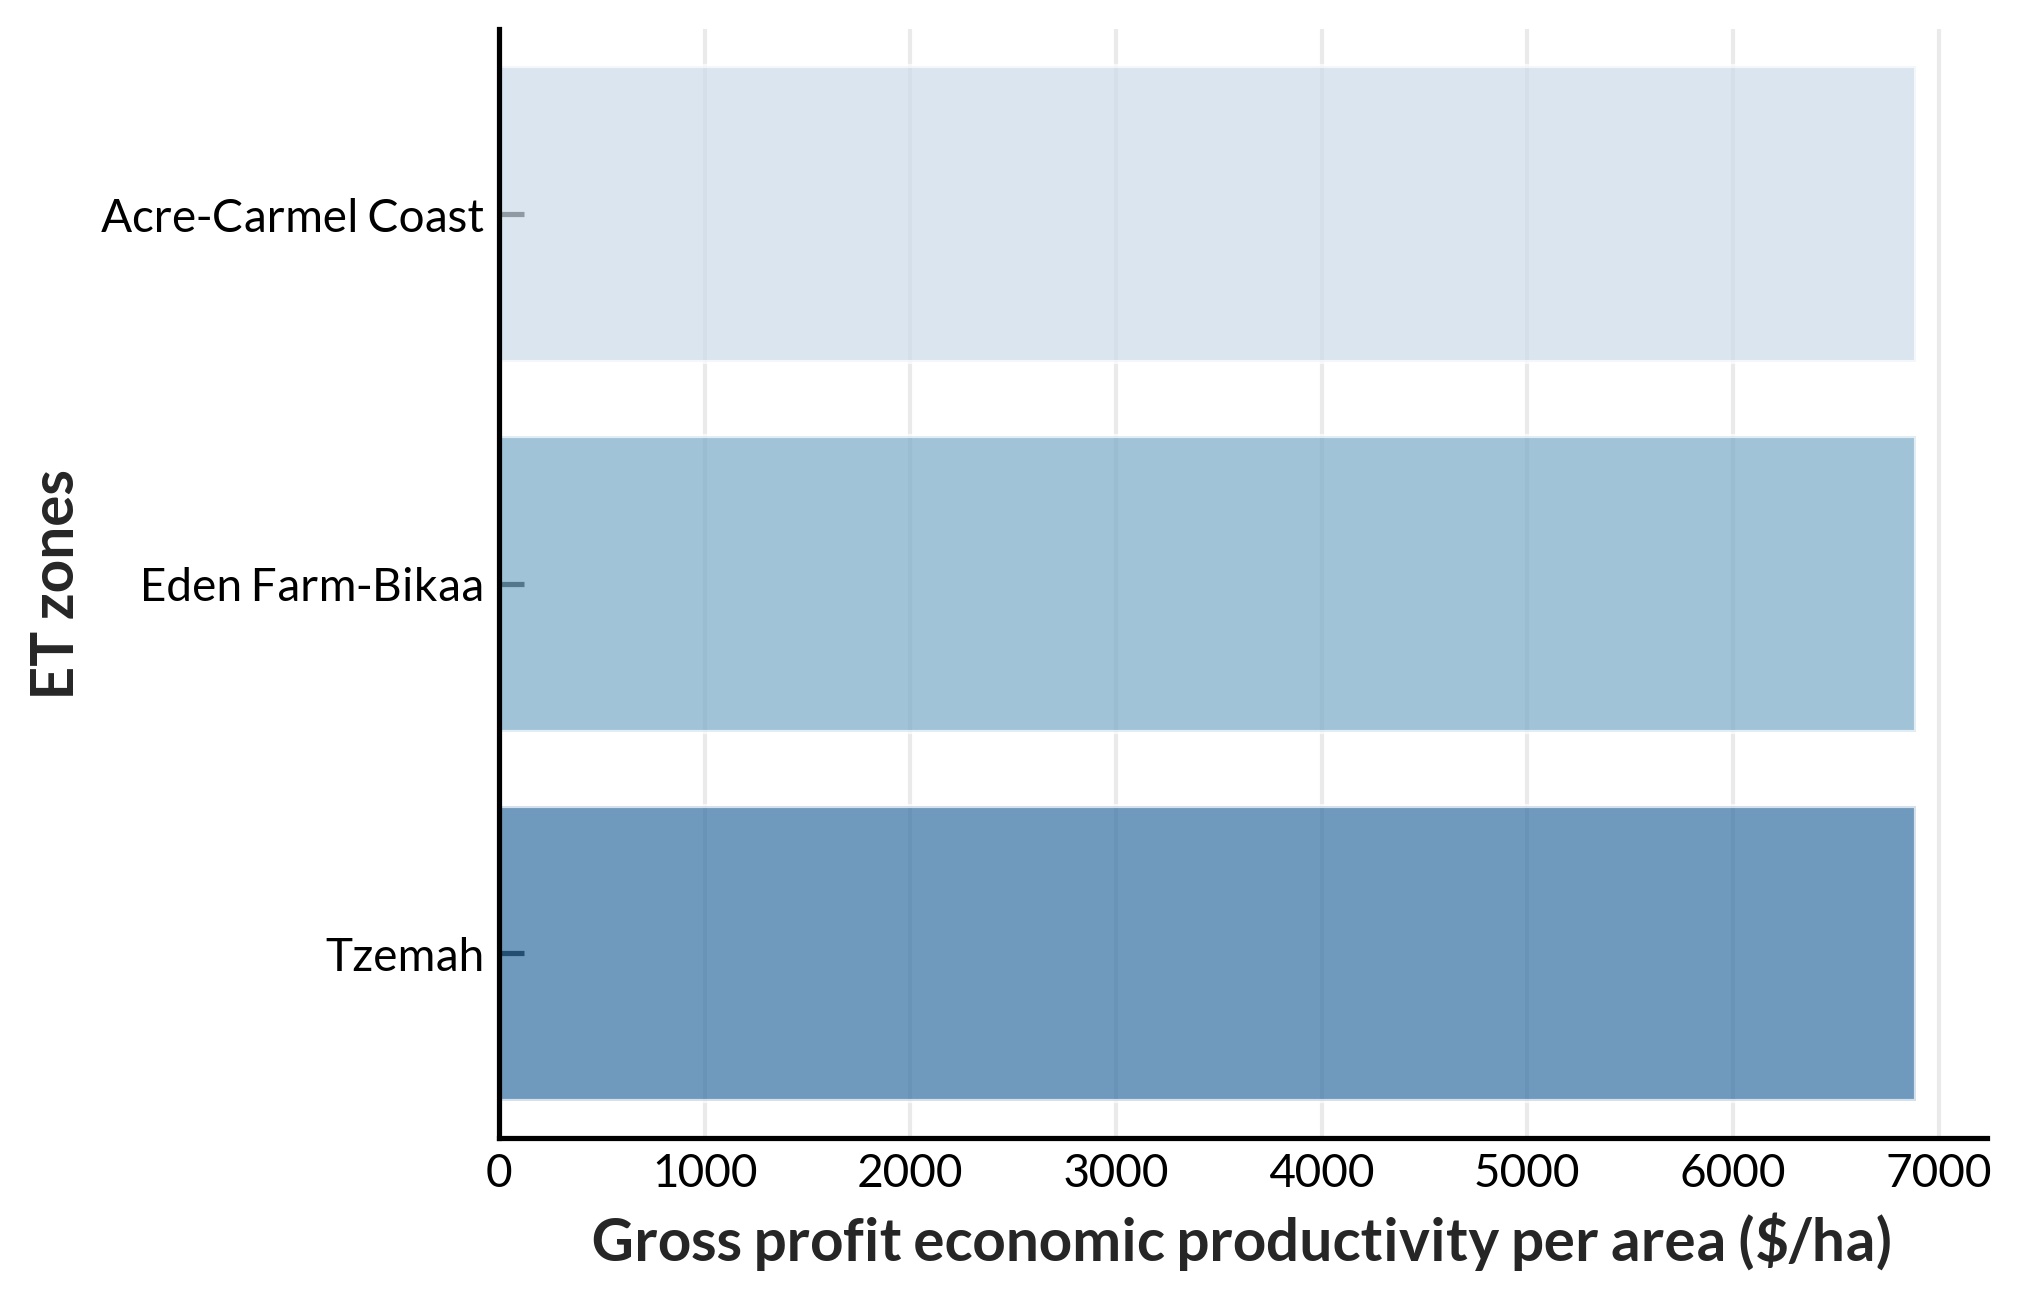 Acre-Carmel Coast
Eden Farm-Bikaa
Tzemah
ET zones
0 1000 2000 3000 4000 5000 6000 7000
Gross profit economic productivity per area ($/ha)